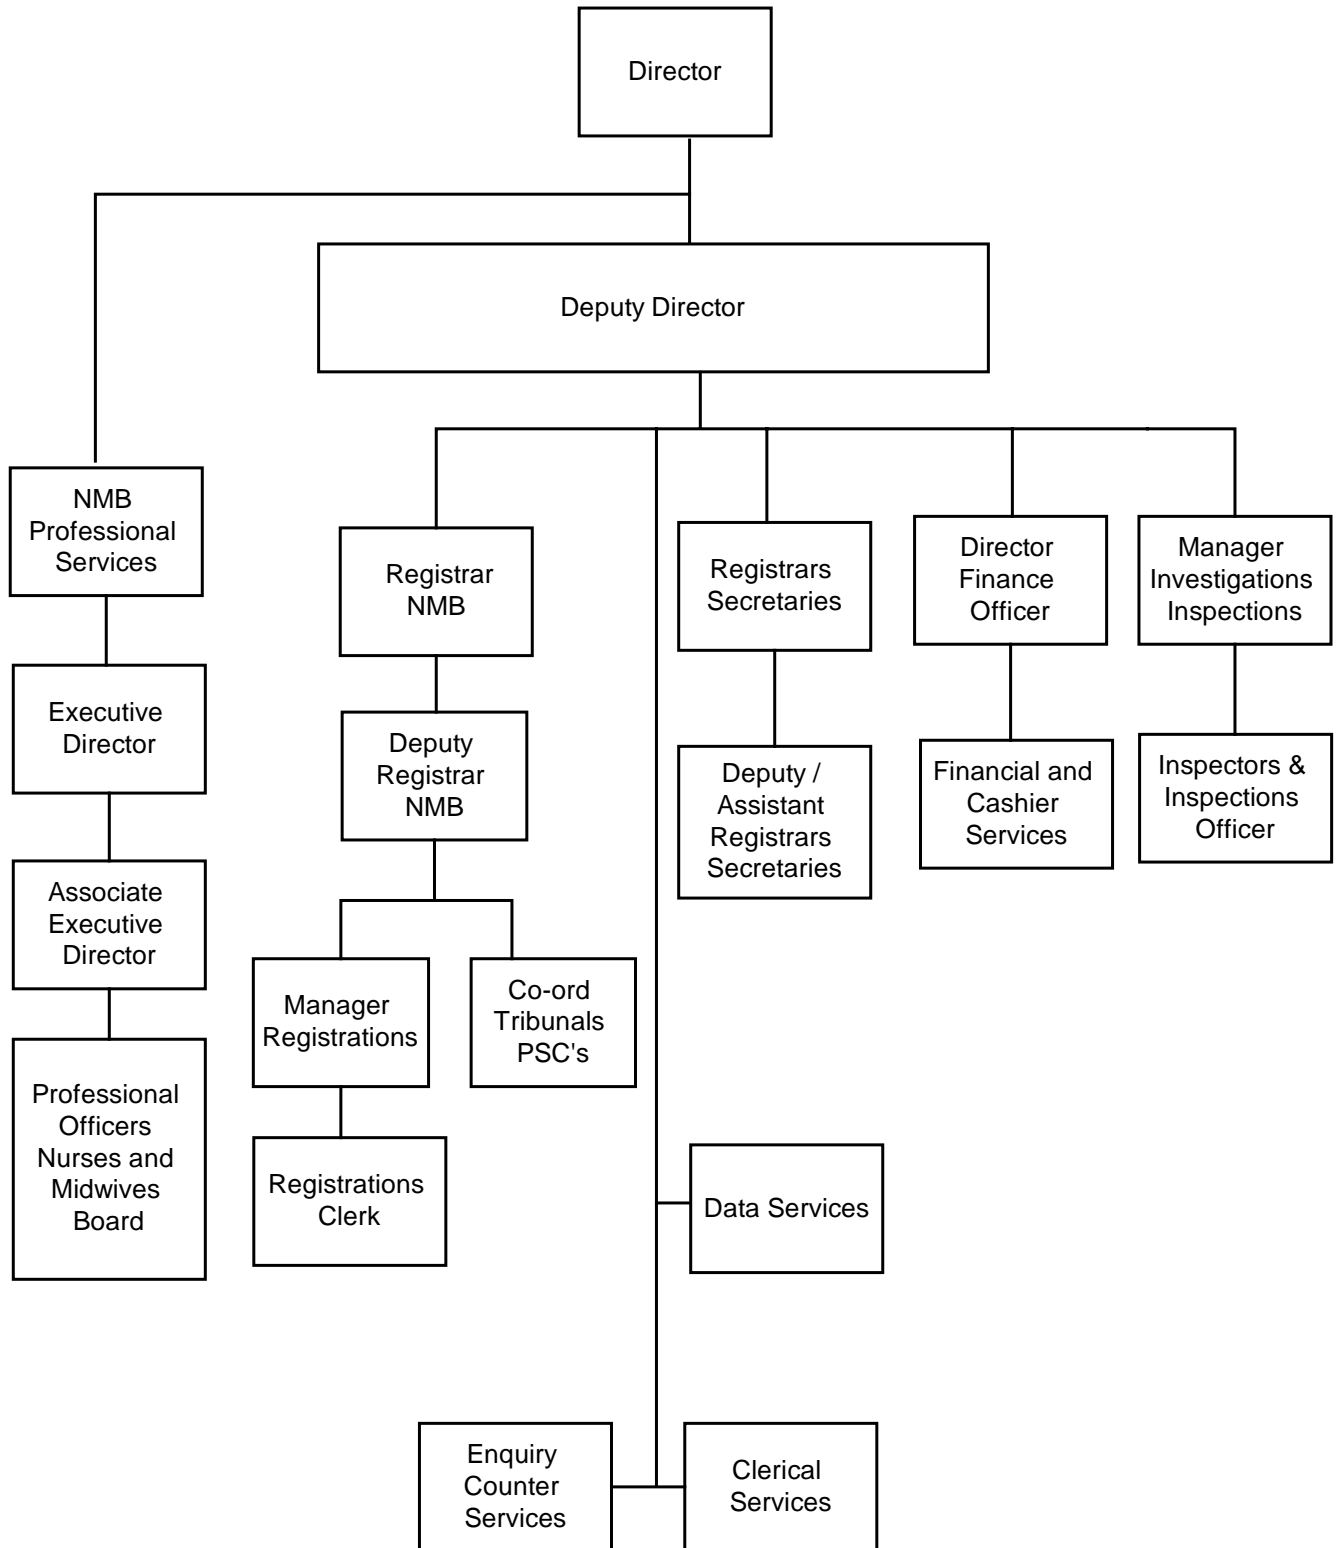 Director
Deputy Director
NMB
Professional
Services
Registrar
NMB
Registrars
Secretaries
Director
Finance
Officer
Manager
Investigations
Inspections
Executive
Director
Deputy
Registrar
NMB
Deputy /
Assistant
Registrars
Secretaries
Financial and
Cashier
Services
Inspectors &
Inspections
Officer
Associate
Executive
Director
Manager
Registrations
Co-ord
Tribunals
PSC's
Professional
Officers
Nurses and
Midwives
Board
Registrations
Clerk
Data Services
Enquiry
Counter
Services
Clerical
Services